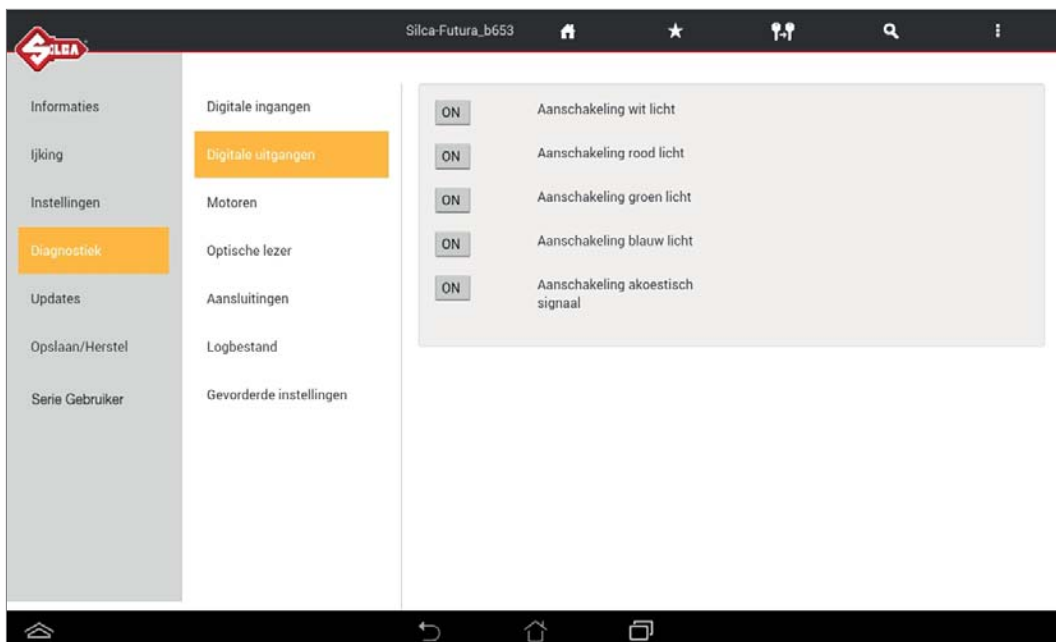 SILCA
Silca-Futura_b653
Informaties
Ijking
Instellingen
Diagnostiek
Updates
Opslaan/Herstel
Serie Gebruiker
Digitale ingangen
Digitale uitgangen
Motoren
Optische lezer
Aansluitingen
Logbestand
Gevorderde instellingen
ON Aanschakeling wit licht
ON Aanschakeling rood licht
ON Aanschakeling groen licht
ON Aanschakeling blauw licht
ON Aanschakeling akoestisch
signaal